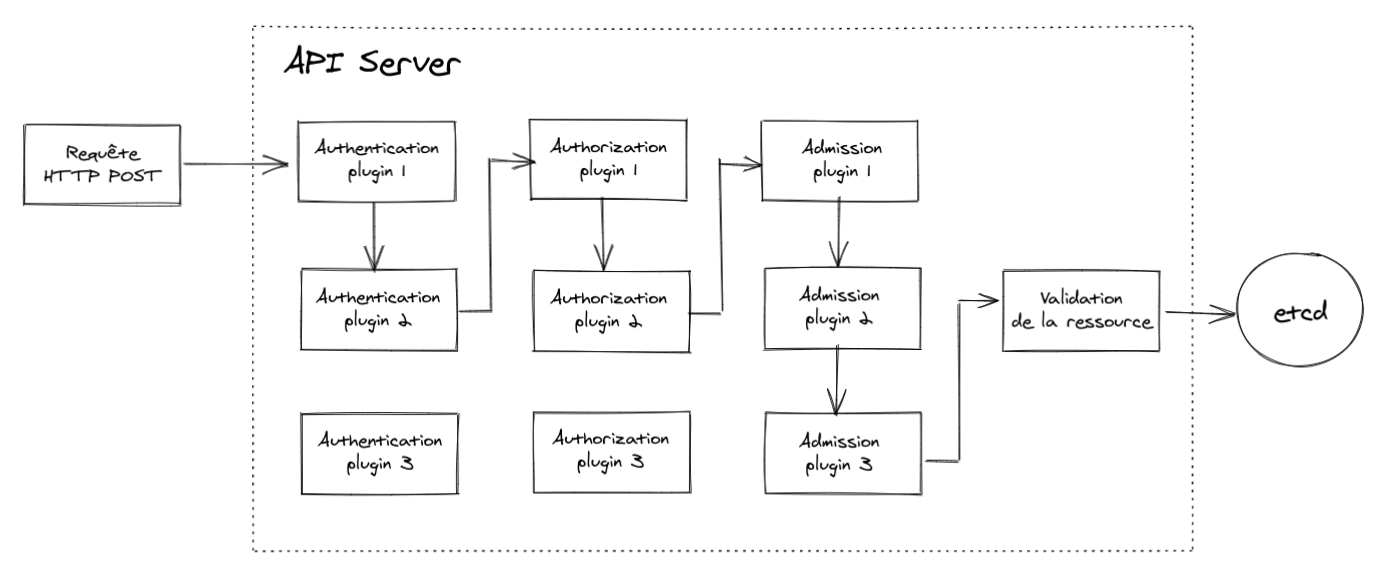 API Server
Requête
HTTP POST
Authentication
plugin 1
Authorization
plugin 1
Admission
plugin 1
Authentication
plugin 2
Authorization
plugin 2
Admission
plugin 2
Validation
de la ressource
etcd
Authentication
plugin 3
Authorization
plugin 3
Admission
plugin 3